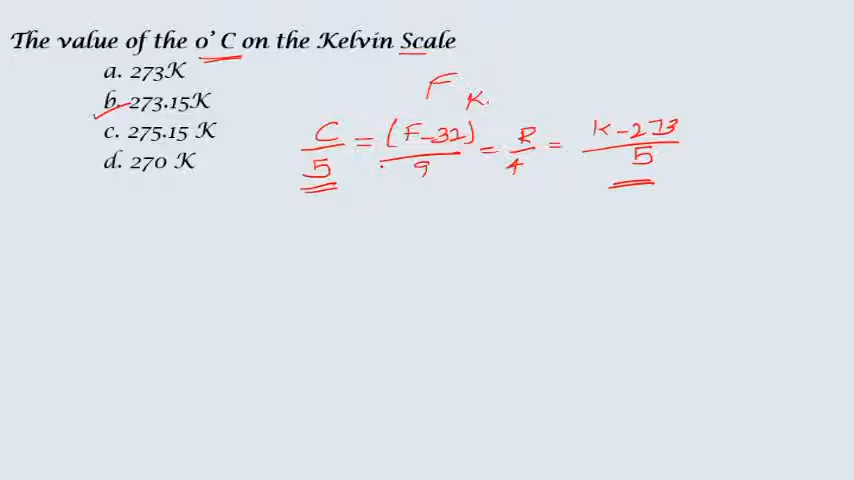 The value of the 0° C on the Kelvin Scale
a. 273K
b. 273.15K
c. 275.15 K
d. 270 K
F
K.
C/5 = (F-32)/9 = R/4 = K-273/5